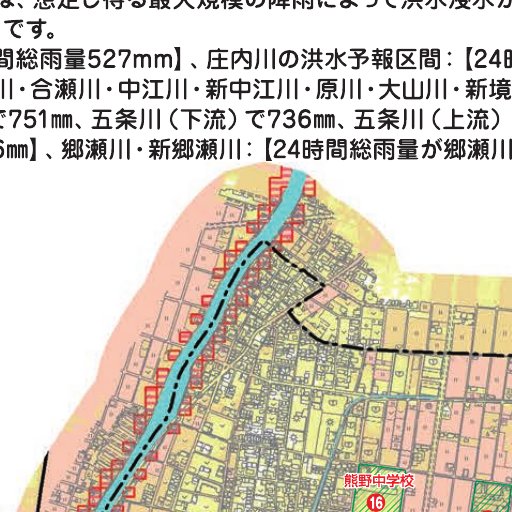 は、想定し得る最大規模の降雨によって洪水浸水が
です。
間総雨量527mm】、庄内川の洪水予報区間：【24時
川・合瀬川・中江川・新中江川・原川・大山川・新境
で751㎜、五条川（下流）で736㎜、五条川（上流）
6㎜】、郷瀬川・新郷瀬川：【24時間総雨量が郷瀬川
熊野中学校
16